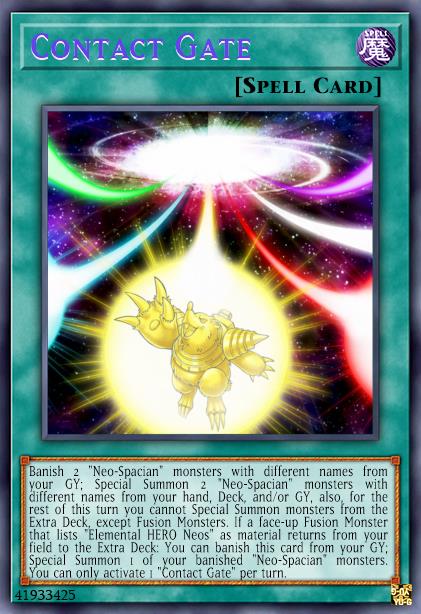 CONTACT GATE
SPELL
魔
[SPELL CARD]
Banish 2 "Neo-Spacian" monsters with different names from
your GY; Special Summon 2 "Neo-Spacian" monsters with
different names from your hand, Deck, and/or GY, also, for the
rest of this turn you cannot Special Summon monsters from the
Extra Deck, except Fusion Monsters. If a face-up Fusion Monster
that lists "Elemental HERO Neos" as material returns from your
field to the Extra Deck: You can banish this card from your GY;
Special Summon 1 of your banished "Neo-Spacian" monsters.
You can only activate 1 "Contact Gate" per turn.
41933425